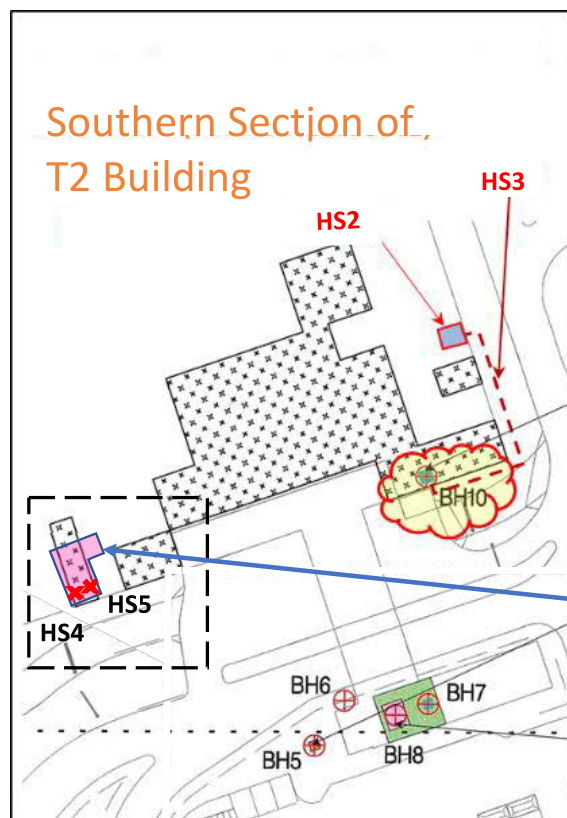 Southern Section of
T2 Building
HS3
HS2
BH10
HS5
HS4
BH6
BH7
BH5
BH8